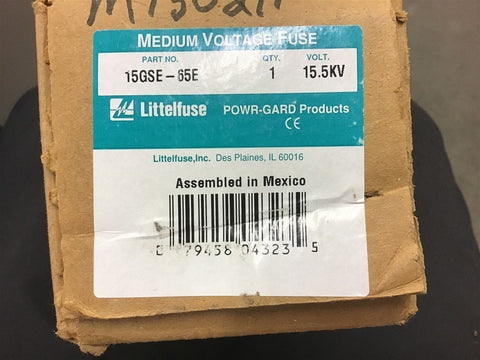 MEDIUM VOLTAGE FUSE
PART NO. QTY. VOLT.
15GSE-65E 1 15.5KV
Littelfuse POWR-GARD Products
CE
Littelfuse,Inc. Des Plaines, IL 60016
Assembled in Mexico
79458 04323 5